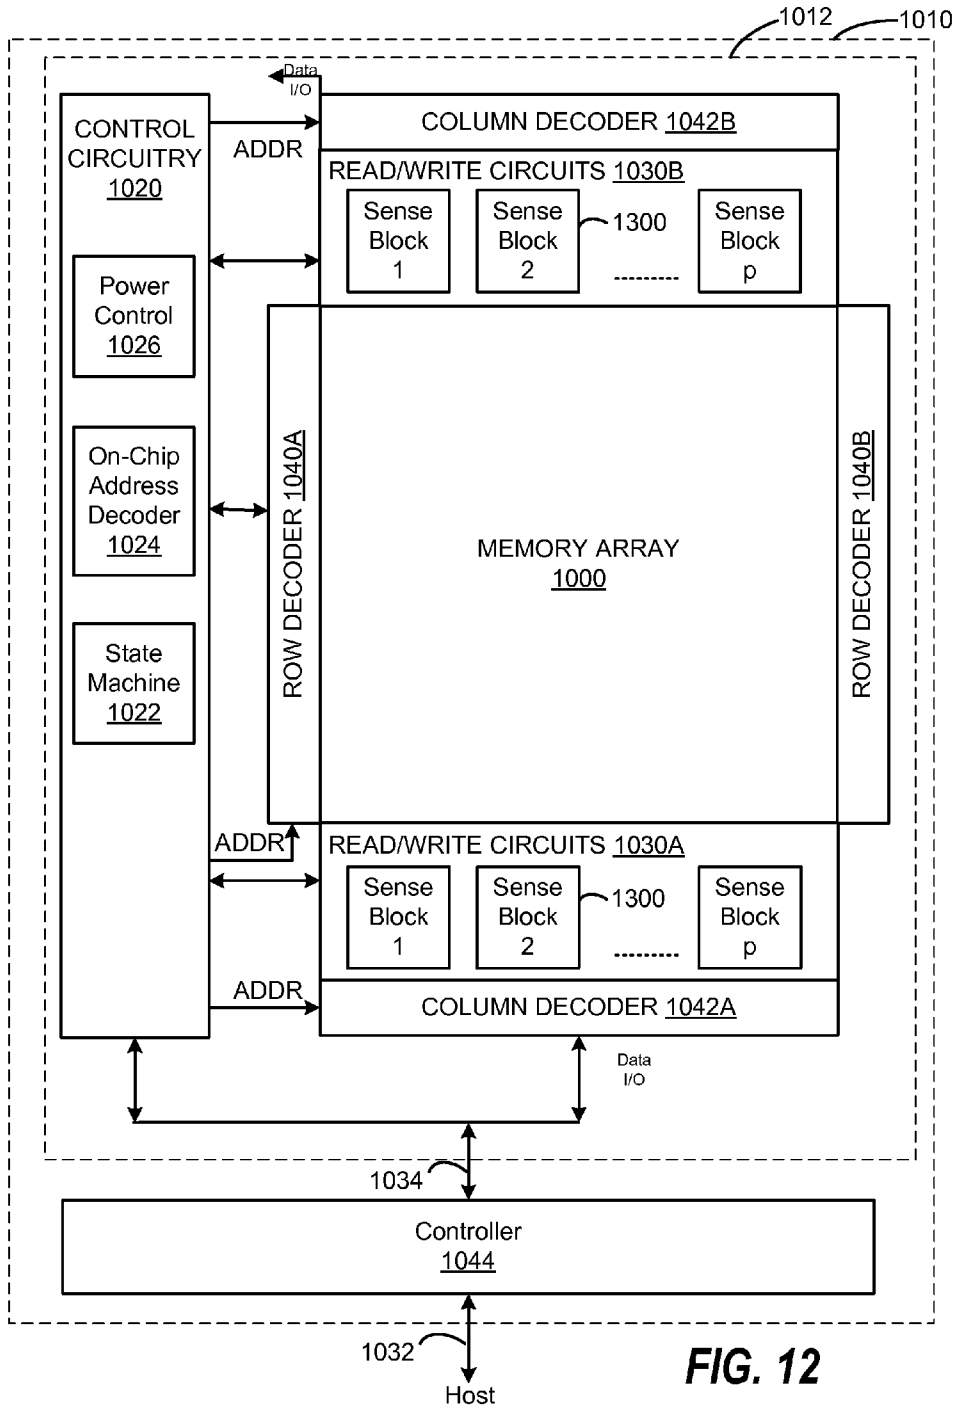 1012
1010
Data
I/O
CONTROL
CIRCUITRY
1020
ADDR
COLUMN DECODER 1042B
READ/WRITE CIRCUITS 1030B
Sense
Block
1
Sense
Block
2
1300
..........
Sense
Block
p
Power
Control
1026
On-Chip
Address
Decoder
1024
State
Machine
1022
ROW DECODER 1040A
MEMORY ARRAY
1000
ROW DECODER 1040B
ADDR
READ/WRITE CIRCUITS 1030A
Sense
Block
1
Sense
Block
2
1300
..........
Sense
Block
p
ADDR
COLUMN DECODER 1042A
Data
I/O
1034
Controller
1044
1032
Host
FIG. 12